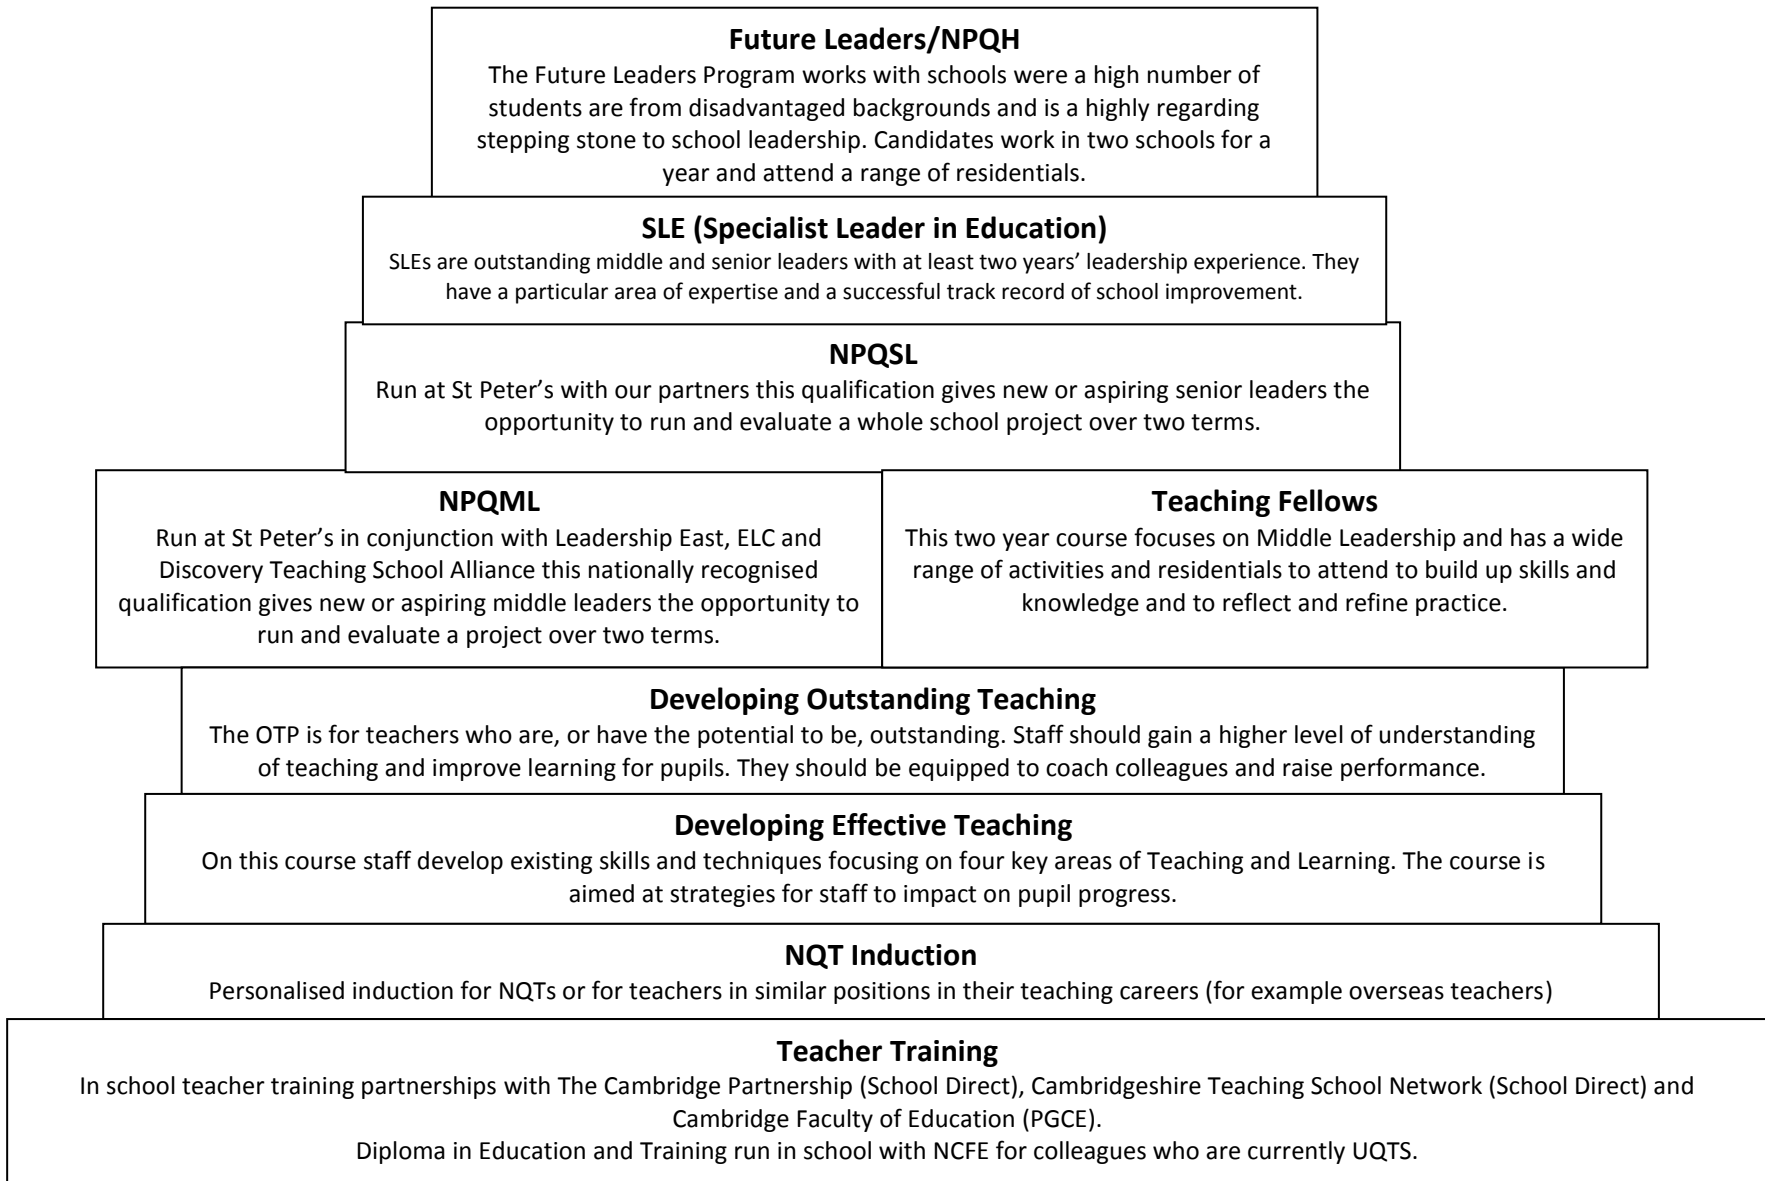 Future Leaders/NPQH
The Future Leaders Program works with schools were a high number of
students are from disadvantaged backgrounds and is a highly regarding
stepping stone to school leadership. Candidates work in two schools for a
year and attend a range of residentials.
SLE (Specialist Leader in Education)
SLEs are outstanding middle and senior leaders with at least two years’ leadership experience. They
have a particular area of expertise and a successful track record of school improvement.
NPQSL
Run at St Peter’s with our partners this qualification gives new or aspiring senior leaders the
opportunity to run and evaluate a whole school project over two terms.
NPQML
Run at St Peter’s in conjunction with Leadership East, ELC and
Discovery Teaching School Alliance this nationally recognised
qualification gives new or aspiring middle leaders the opportunity to
run and evaluate a project over two terms.
Teaching Fellows
This two year course focuses on Middle Leadership and has a wide
range of activities and residentials to attend to build up skills and
knowledge and to reflect and refine practice.
Developing Outstanding Teaching
The OTP is for teachers who are, or have the potential to be, outstanding. Staff should gain a higher level of understanding
of teaching and improve learning for pupils. They should be equipped to coach colleagues and raise performance.
Developing Effective Teaching
On this course staff develop existing skills and techniques focusing on four key areas of Teaching and Learning. The course is
aimed at strategies for staff to impact on pupil progress.
NQT Induction
Personalised induction for NQTs or for teachers in similar positions in their teaching careers (for example overseas teachers)
Teacher Training
In school teacher training partnerships with The Cambridge Partnership (School Direct), Cambridgeshire Teaching School Network (School Direct) and
Cambridge Faculty of Education (PGCE).
Diploma in Education and Training run in school with NCFE for colleagues who are currently UQTS.